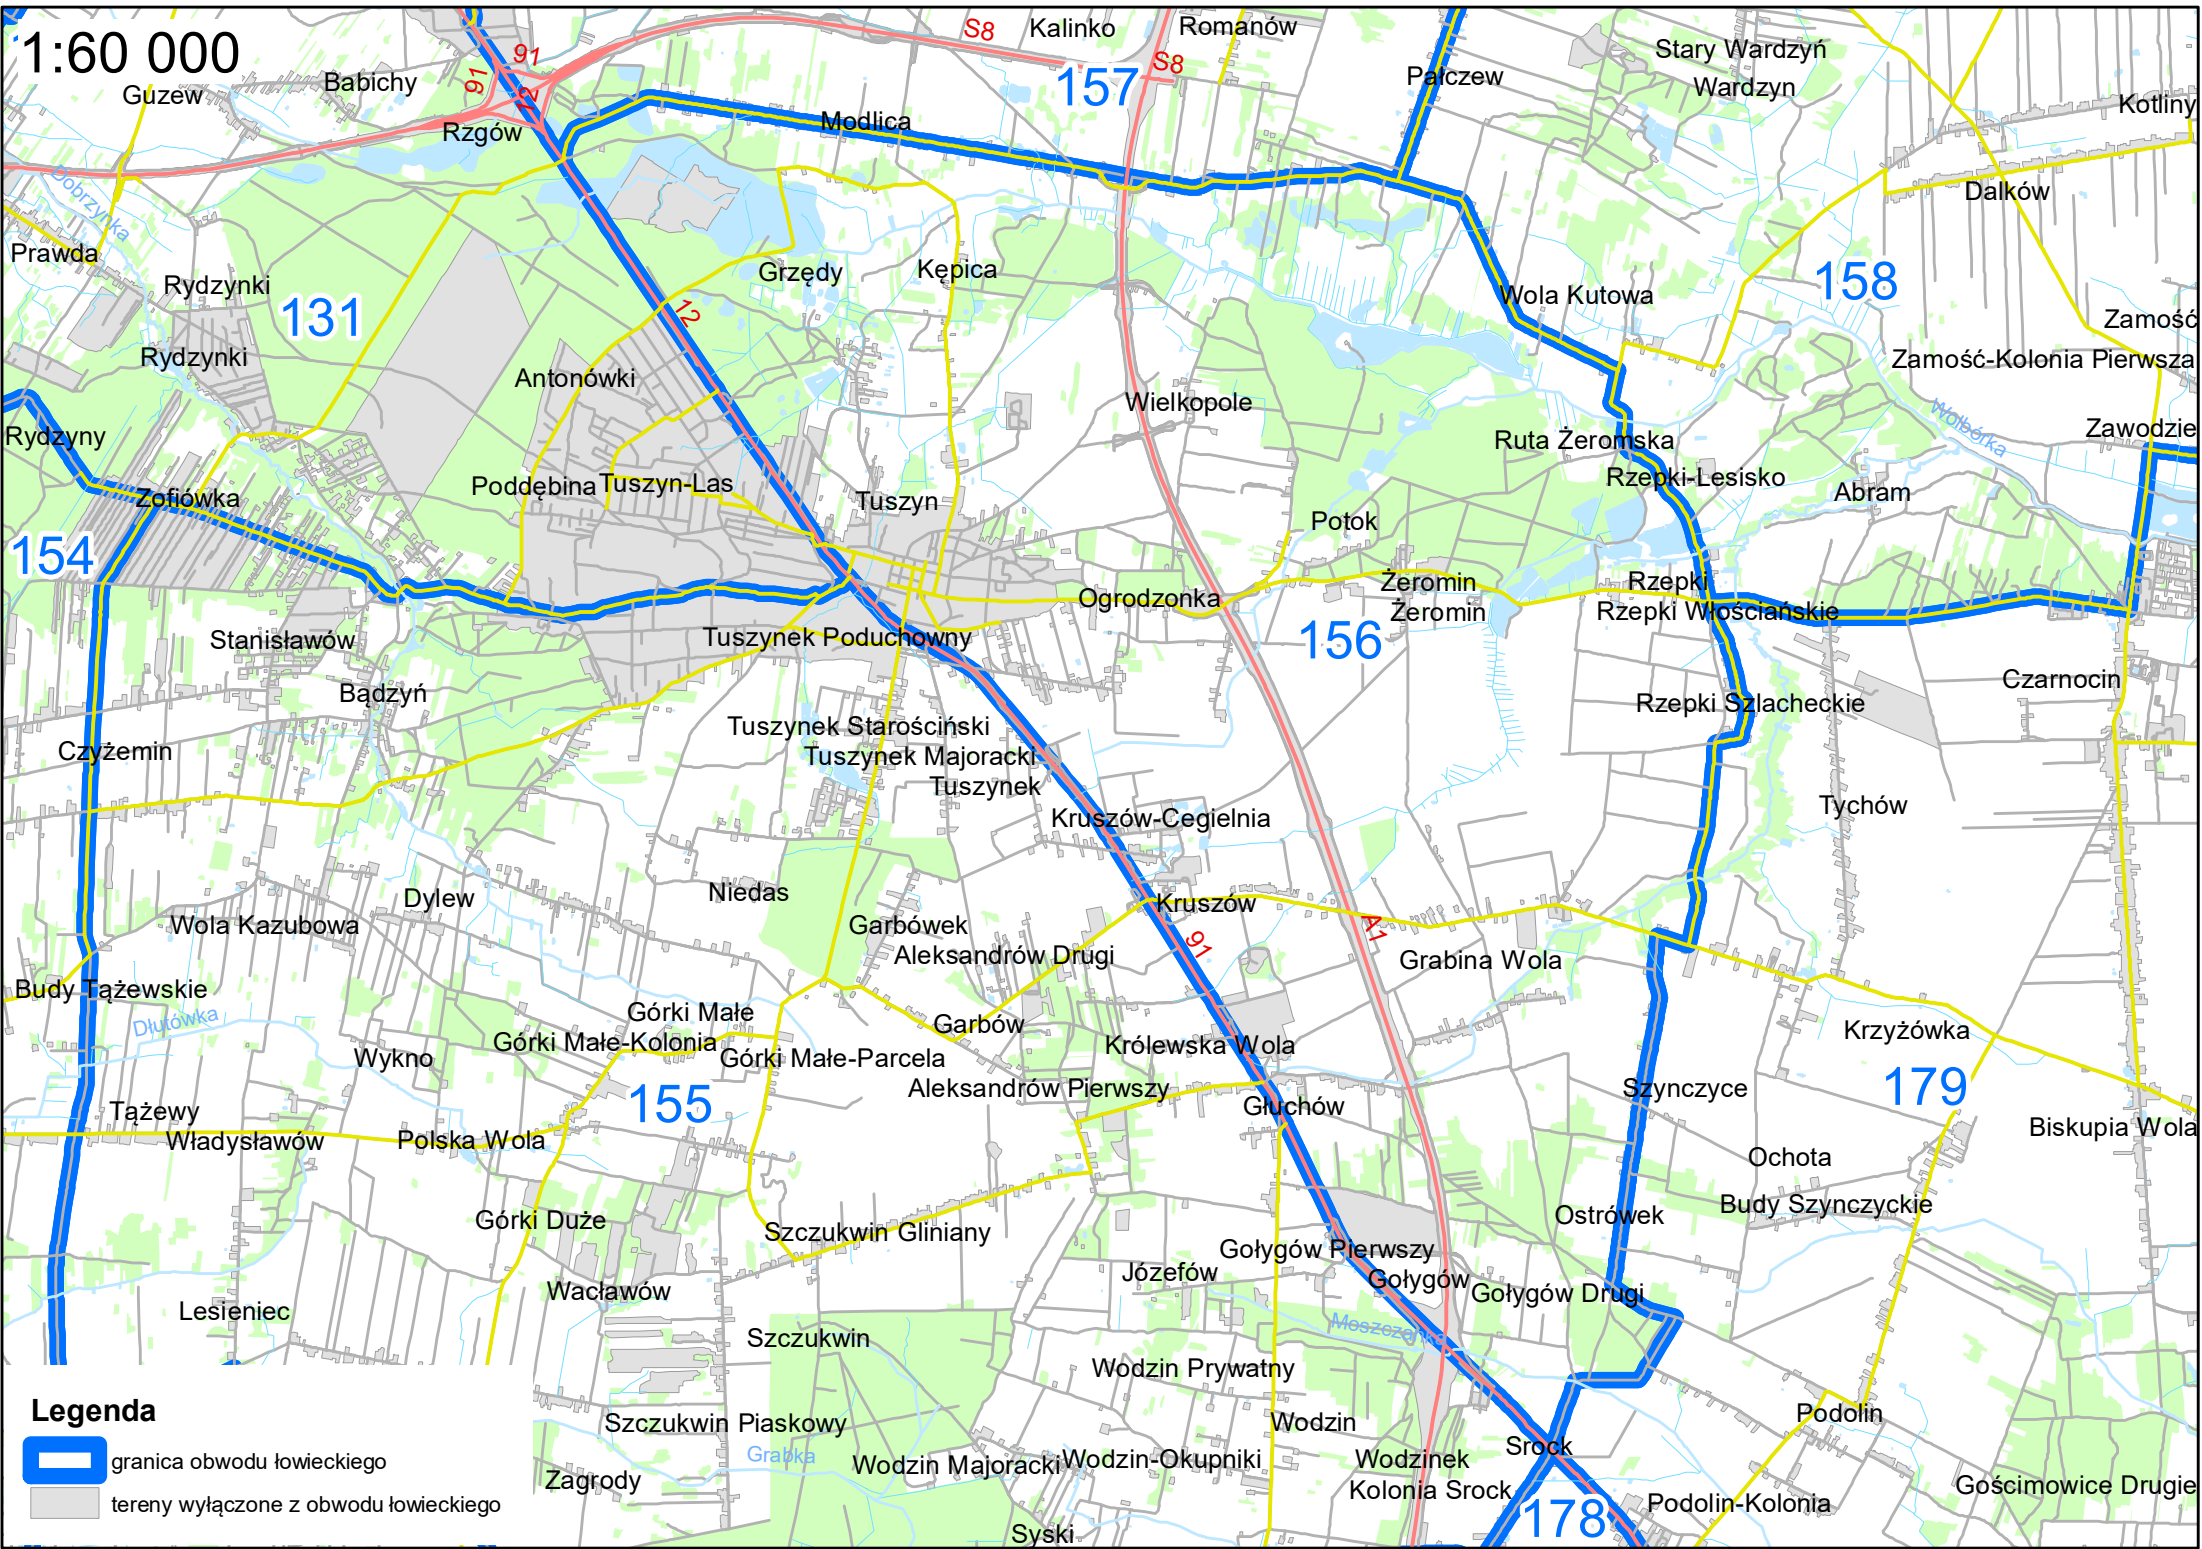 1:60 000
S8
Kalinko
Romanów
91
S8
Stary Wardzyń
91
Babichy
157
Pałczew
Wardzyn
Guzew
12
Kotliny
Modlica
Rzgów
Dobrzynka
Dalków
Prawda
Grzędy
Kępica
Rydzynki
131
12
Wola Kutowa
158
Zamość
Rydzynki
Zamość-Kolonia Pierwsza
Antonówki
Wielkopole
Wolbórka
Zawodzie
Rydzyny
Ruta Żeromska
Rzepki-Lesisko
Abram
Zofiówka
Poddębina
Tuszyn-Las
Tuszyn
Potok
154
Żeromin
Rzepki
Ogrodzonka
Żeromin
Rzepki Włościańskie
Stanisławów
Tuszynek Poduchowny
156
Czarnocin
Bądzyń
Rzepki Szlacheckie
Tuszynek Starościński
Czyżemin
Tuszynek Majoracki
Tuszynek
Tychów
Kruszów-Cegielnia
Dylew
Niedas
Kruszów
Wola Kazubowa
Garbówek
A1
91
Aleksandrów Drugi
Grabina Wola
Budy Tążewskie
Dłutówka
Górki Małe
Garbów
Krzyżówka
Górki Małe-Kolonia
Królewska Wola
Wykno
Górki Małe-Parcela
155
Aleksandrów Pierwszy
Szynczyce
179
Tążewy
Głuchów
Władysławów
Polska Wola
Biskupia Wola
Ochota
Budy Szynczyckie
Górki Duże
Ostrówek
Szczukwin Gliniany
Gołygów Pierwszy
Józefów
Gołygów
Wacławów
Gołygów Drugi
Lesieniec
Moszczanka
Szczukwin
Wodzin Prywatny
Legenda
Podolin
Szczukwin Piaskowy
Wodzin
Srock
granica obwodu łowieckiego
Grabka
Wodzin Majoracki
Wodzin-Okupniki
Wodzinek
Zagrody
Kolonia Srock
Gościmowice Drugie
tereny wyłączone z obwodu łowieckiego
178
Podolin-Kolonia
Syski